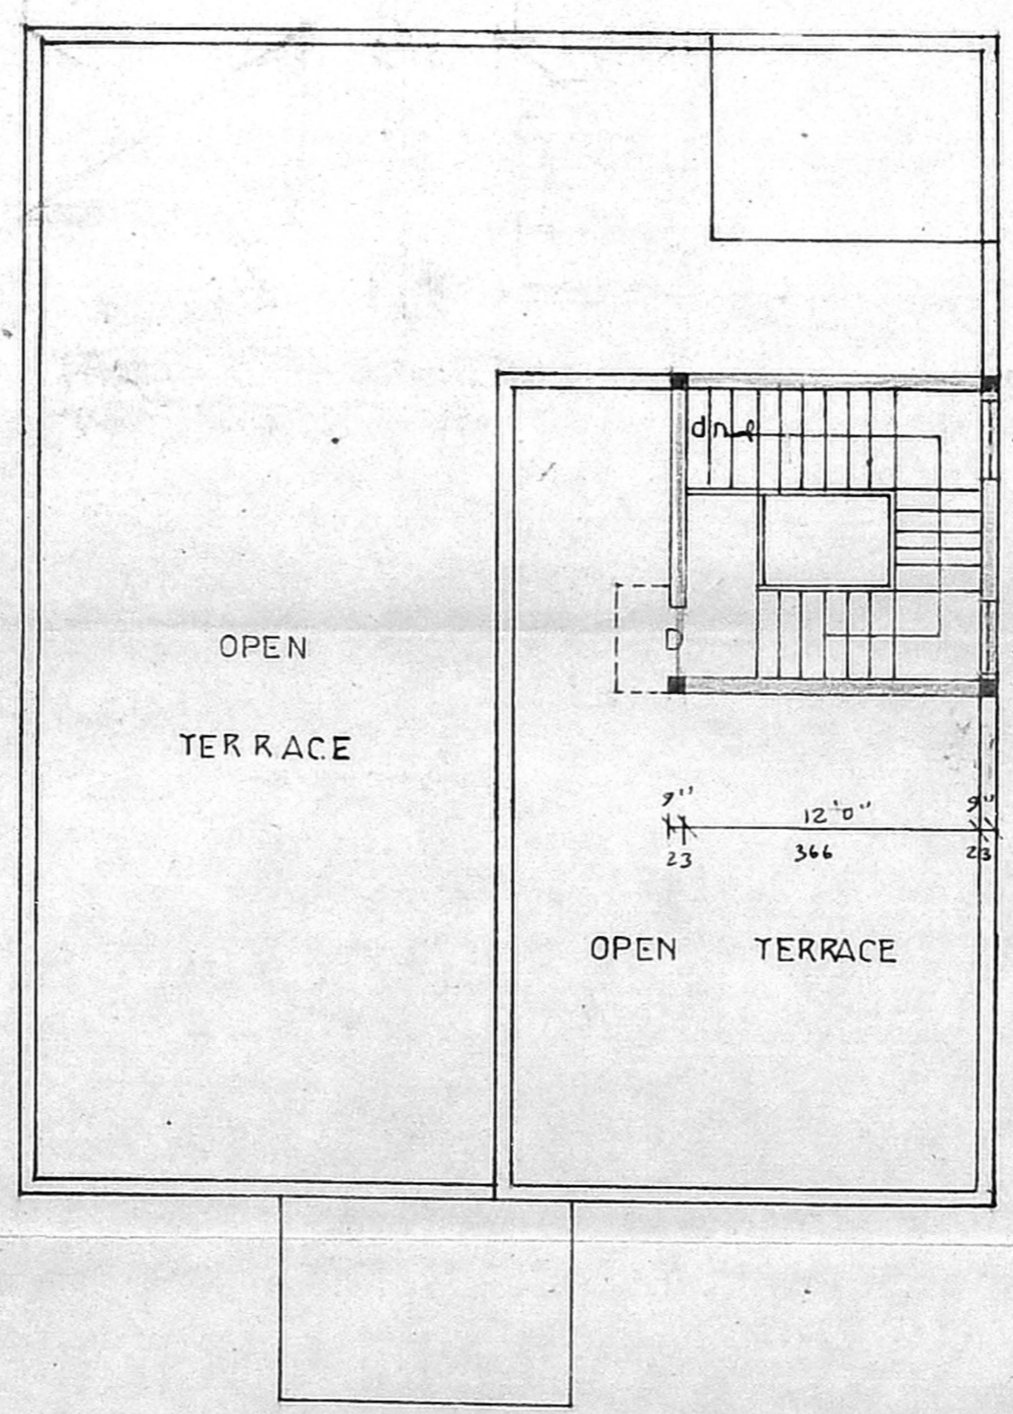 dn
OPEN
D
TERRACE
9" 12'-0" 9"
23 366 23
OPEN TERRACE